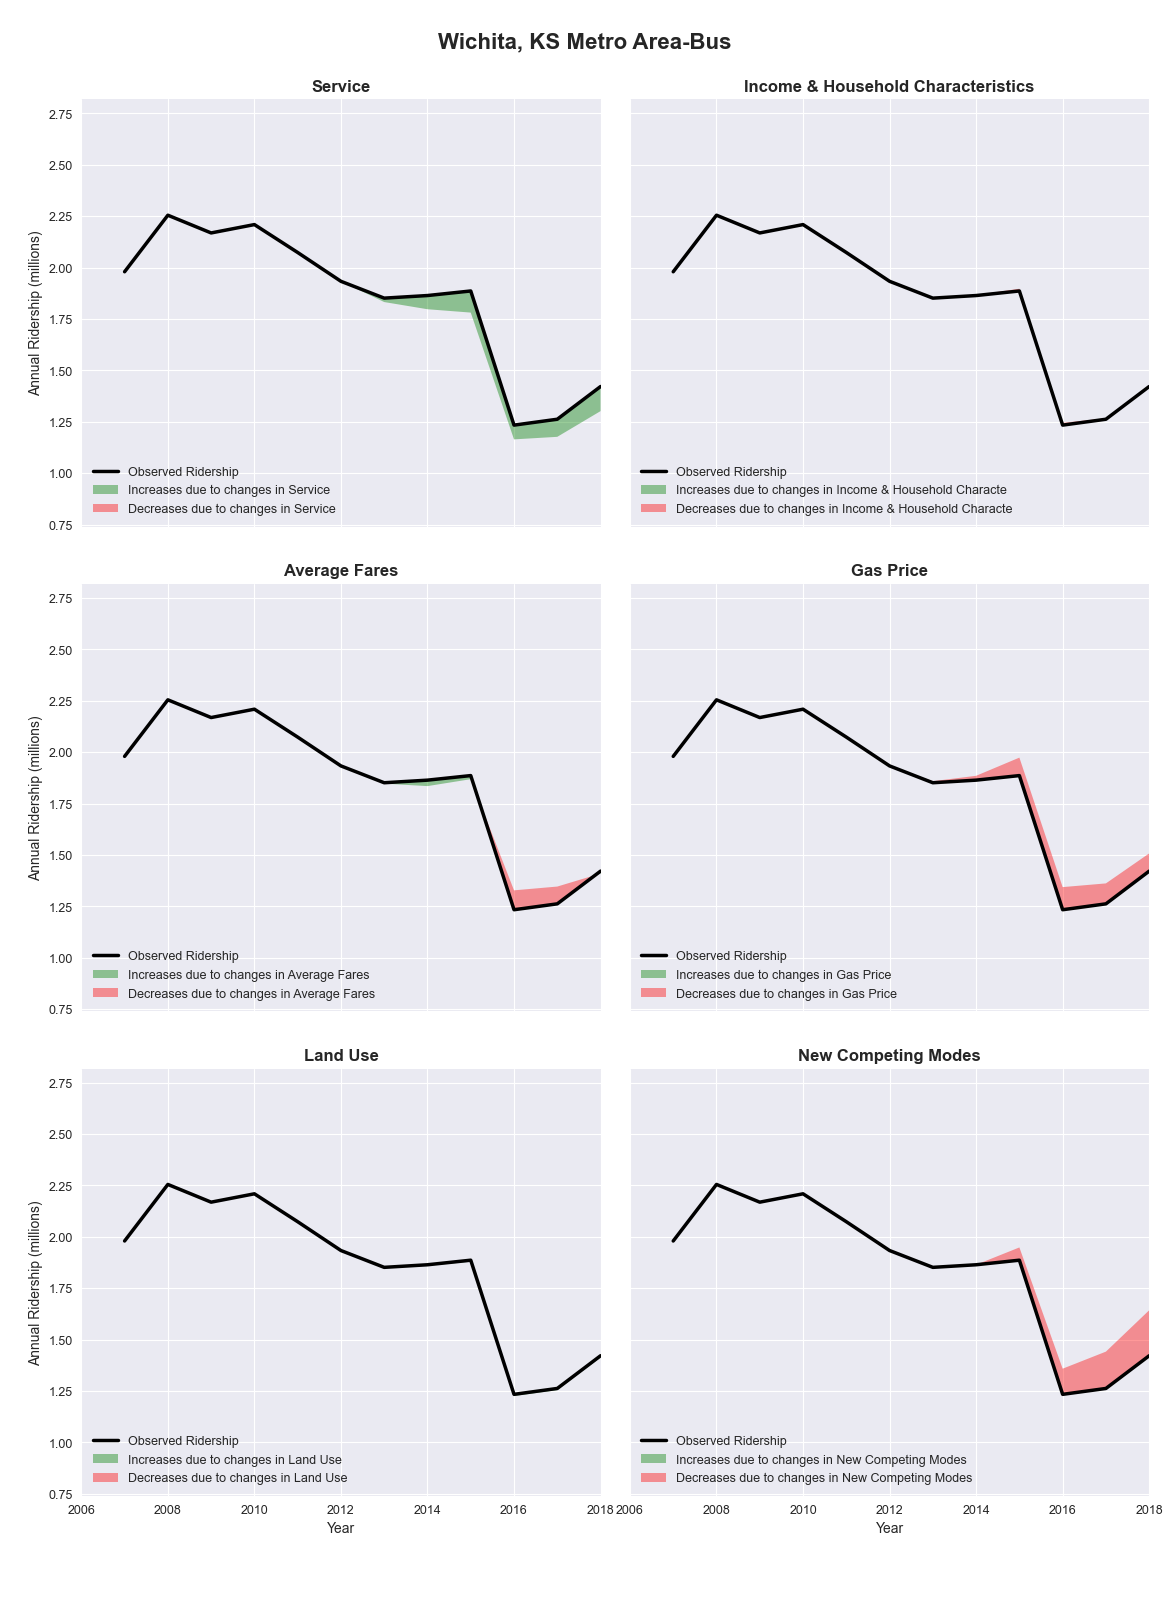 Wichita, KS Metro Area-Bus
Service
Income & Household Characteristics
2.75
2.50
2.25
2.00
1.75
1.50
1.25
1.00
0.75
Annual Ridership (millions)
Observed Ridership
Increases due to changes in Service
Decreases due to changes in Service
Observed Ridership
Increases due to changes in Income & Household Characte
Decreases due to changes in Income & Household Characte
Average Fares
Gas Price
2.75
2.50
2.25
2.00
1.75
1.50
1.25
1.00
0.75
Annual Ridership (millions)
Observed Ridership
Increases due to changes in Average Fares
Decreases due to changes in Average Fares
Observed Ridership
Increases due to changes in Gas Price
Decreases due to changes in Gas Price
Land Use
New Competing Modes
2.75
2.50
2.25
2.00
1.75
1.50
1.25
1.00
0.75
Annual Ridership (millions)
Observed Ridership
Increases due to changes in Land Use
Decreases due to changes in Land Use
Observed Ridership
Increases due to changes in New Competing Modes
Decreases due to changes in New Competing Modes
2006 2008 2010 2012 2014 2016 2018
Year
2006 2008 2010 2012 2014 2016 2018
Year